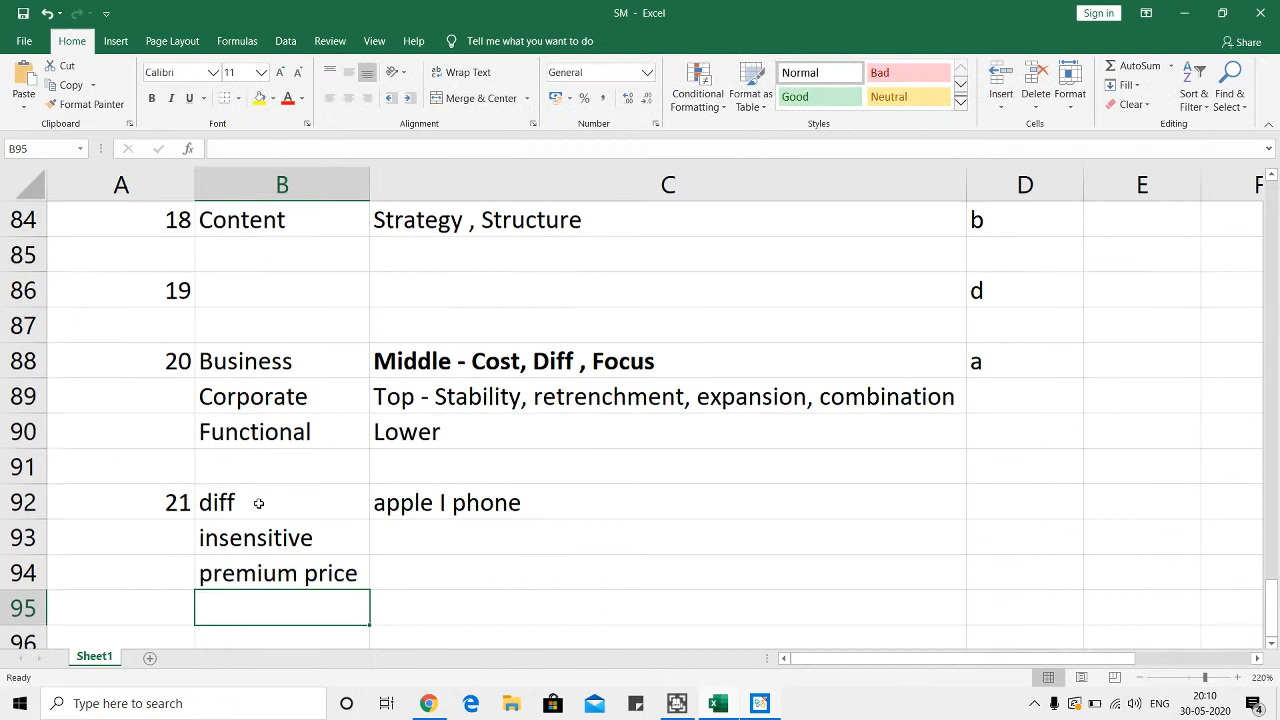 SM - Excel
Sign in
File Home Insert Page Layout Formulas Data Review View Help Tell me what you want to do Share
Paste
Cut
Copy
Format Painter
Clipboard
Calibri 11
B I U
Font
Wrap Text
Merge & Center
Alignment
General
Number
Conditional Formatting
Format as Table
Normal Bad
Good Neutral
Styles
Insert Delete Format
Cells
AutoSum
Fill
Clear
Sort & Filter
Find & Select
Editing
B95 fx
A B C D E F
84 18 Content Strategy , Structure b
85
86 19 d
87
88 20 Business Middle - Cost, Diff , Focus a
89 Corporate Top - Stability, retrenchment, expansion, combination
90 Functional Lower
91
92 21 diff apple I phone
93 insensitive
94 premium price
95
96
Sheet1
Ready 220%
Type here to search
ENG
20:10
30-05-2020
4